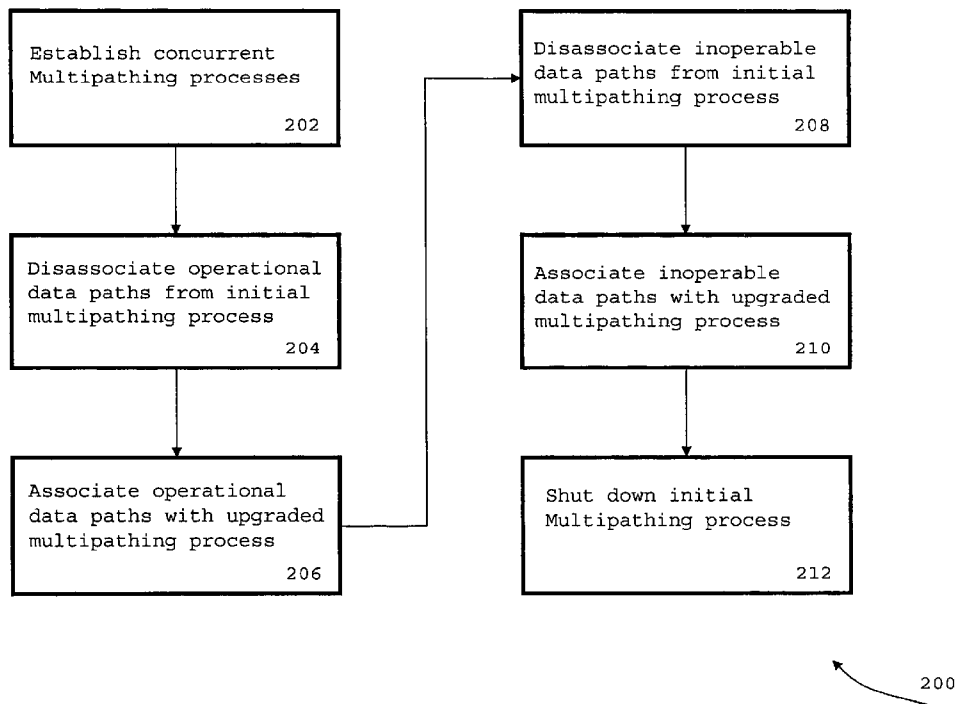 Establish concurrent
Multipathing processes
202
Disassociate operational
data paths from initial
multipathing process
204
Associate operational
data paths with upgraded
multipathing process
206
Disassociate inoperable
data paths from initial
multipathing process
208
Associate inoperable
data paths with upgraded
multipathing process
210
Shut down initial
Multipathing process
212
200